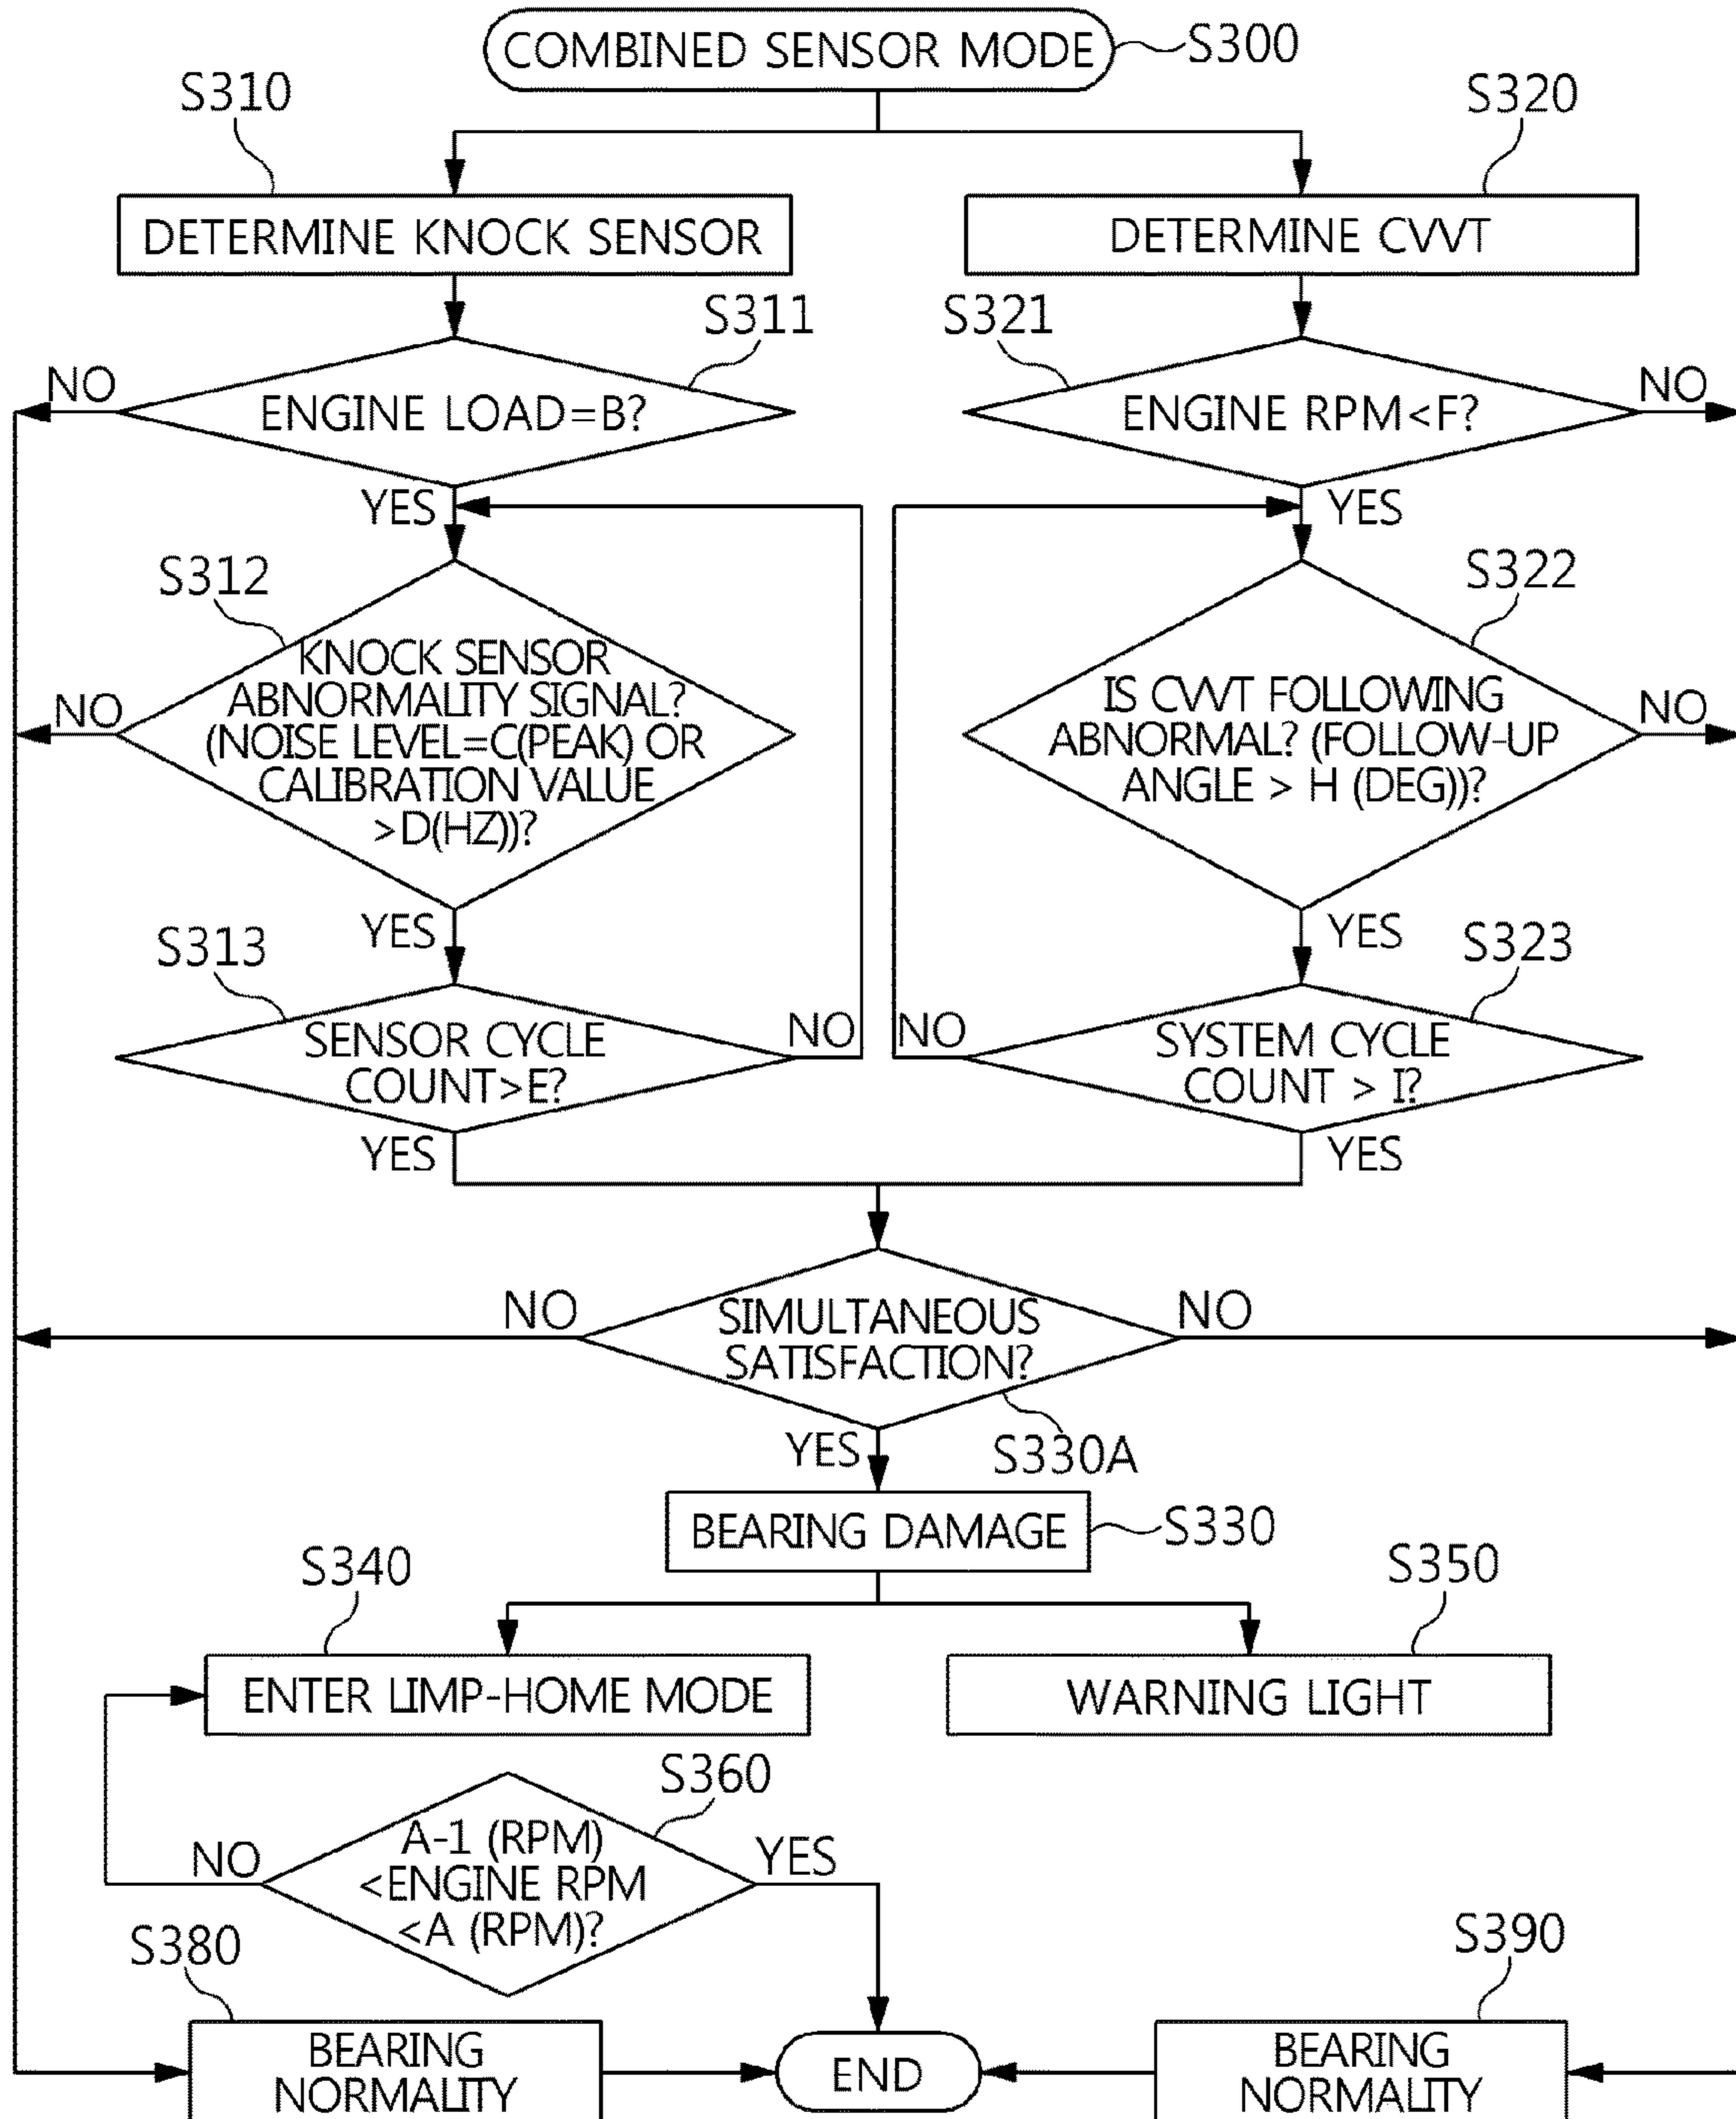 COMBINED SENSOR MODE
S300
S310
S320
DETERMINE KNOCK SENSOR
DETERMINE CVVT
S311
S321
NO
ENGINE LOAD=B?
ENGINE RPM<F?
NO
YES
YES
S312
S322
KNOCK SENSOR
ABNORMALITY SIGNAL?
(NOISE LEVEL=C(PEAK) OR
CALIBRATION VALUE
>D(HZ))?
NO
IS CVVT FOLLOWING
ABNORMAL? (FOLLOW-UP
ANGLE > H (DEG))?
NO
YES
YES
S313
S323
SENSOR CYCLE
COUNT>E?
NO
NO
SYSTEM CYCLE
COUNT > I?
YES
YES
NO
SIMULTANEOUS
SATISFACTION?
NO
YES
S330A
BEARING DAMAGE
S330
S340
S350
ENTER LIMP-HOME MODE
WARNING LIGHT
S360
NO
A-1 (RPM)
<ENGINE RPM
<A (RPM)?
YES
S380
S390
BEARING
NORMALITY
END
BEARING
NORMALITY